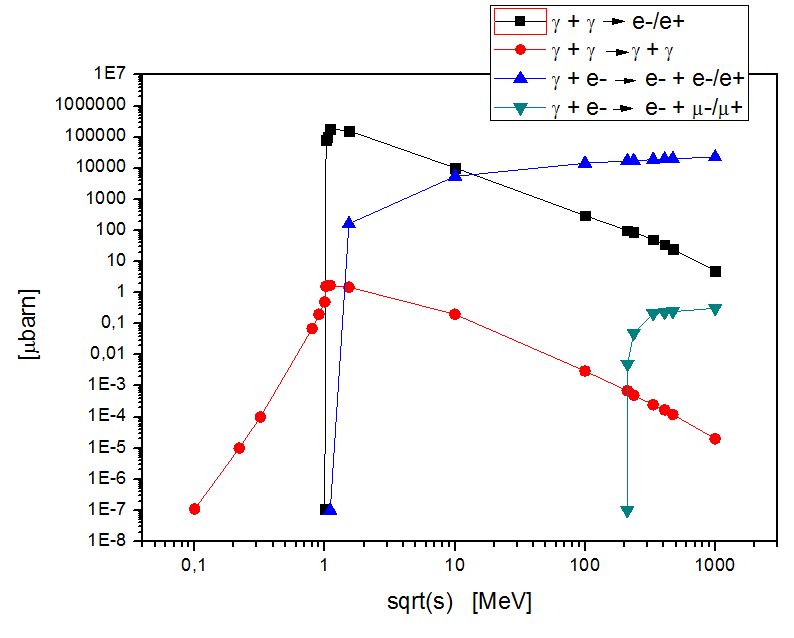 γ + γ → e-/e+
γ + γ → γ + γ
γ + e- → e- + e-/e+
γ + e- → e- + μ-/μ+
1E7
1000000
100000
10000
1000
100
10
1
0,1
0,01
1E-3
1E-4
1E-5
1E-6
1E-7
1E-8
[μbarn]
0,1 1 10 100 1000
sqrt(s) [MeV]